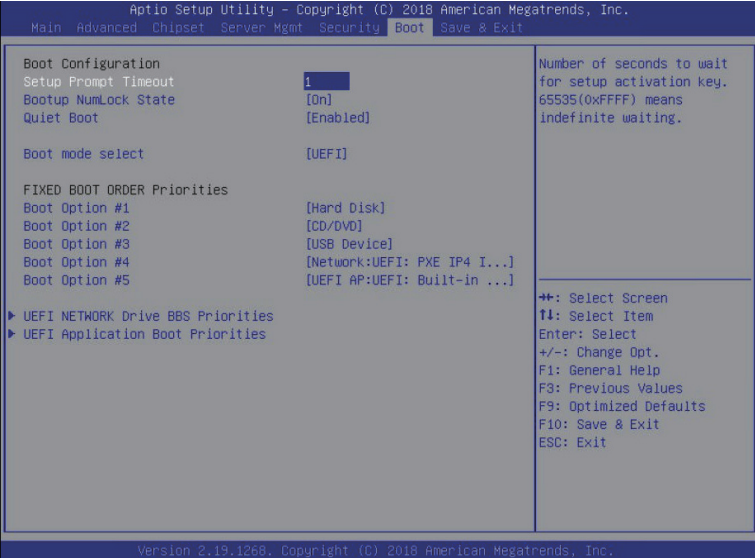 Aptio Setup Utility – Copyright (C) 2018 American Megatrends, Inc.
Main Advanced Chipset Server Mgmt Security Boot Save & Exit
Boot Configuration
Setup Prompt Timeout 1
Bootup NumLock State [On]
Quiet Boot [Enabled]
Boot mode select [UEFI]
FIXED BOOT ORDER Priorities
Boot Option #1 [Hard Disk]
Boot Option #2 [CD/DVD]
Boot Option #3 [USB Device]
Boot Option #4 [Network:UEFI: PXE IP4 I...]
Boot Option #5 [UEFI AP:UEFI: Built-in ...]
UEFI NETWORK Drive BBS Priorities
UEFI Application Boot Priorities
Number of seconds to wait
for setup activation key.
65535(0xFFFF) means
indefinite waiting.
→←: Select Screen
↑↓: Select Item
Enter: Select
+/-: Change Opt.
F1: General Help
F3: Previous Values
F9: Optimized Defaults
F10: Save & Exit
ESC: Exit
Version 2.19.1268. Copyright (C) 2018 American Megatrends, Inc.